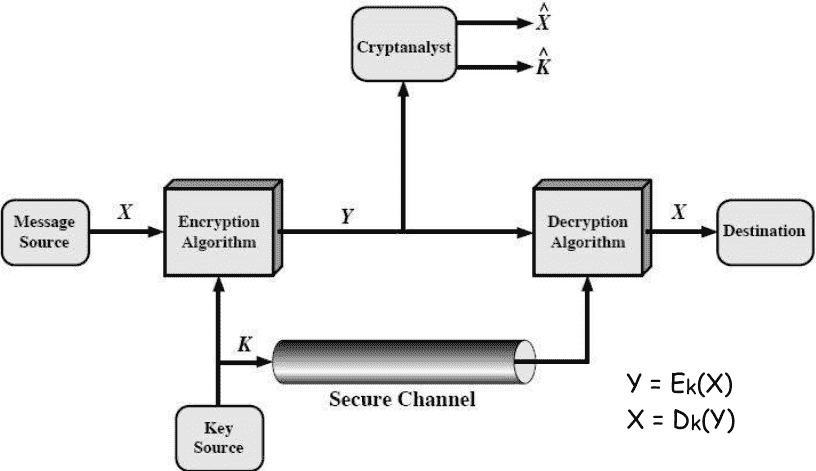 Cryptanalyst
X̂
K̂
Message
Source
X
Encryption
Algorithm
Y
Decryption
Algorithm
X
Destination
K
Secure Channel
Key
Source
Y = Ek(X)
X = Dk(Y)